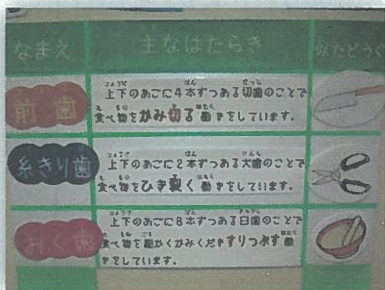 なまえ 主なはたらき 似たどうぐ
前歯
上下のあごに4本ずつある切歯のことで
食べ物をかみ切る働きをしています。
糸きり歯
上下のあごに2本ずつある犬歯のことで
食べ物をひき裂く働きをしています。
おく歯
上下のあごに8本ずつある臼歯のことで
食べ物を細かくかみくだきすりつぶす働
きをしています。